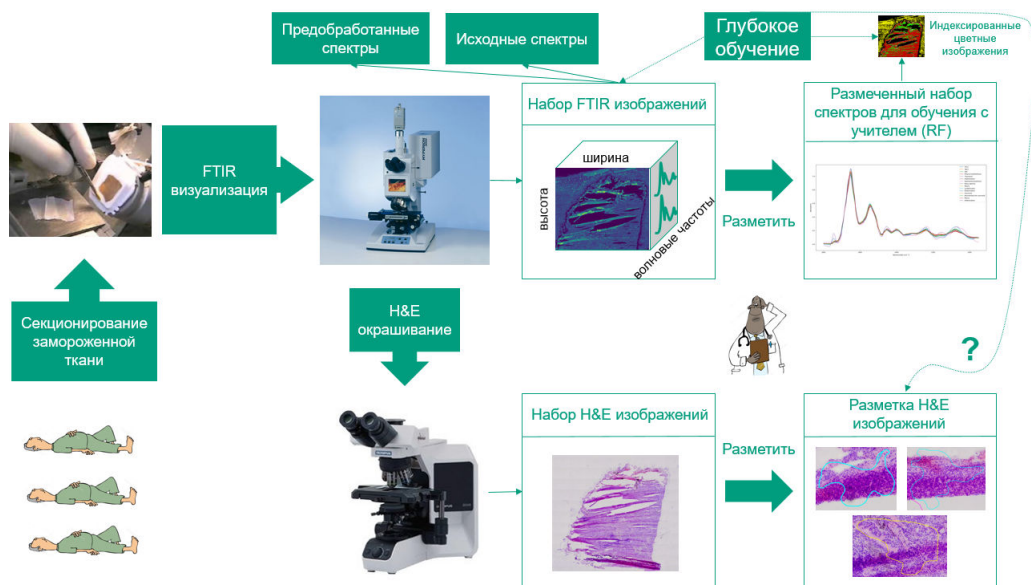 Предобработанные
спектры
Исходные спектры
Глубокое
обучение
Индексированные
цветные
изображения
FTIR
визуализация
Набор FTIR изображений
ширина
высота
волновые частоты
Разметить
Размеченный набор
спектров для обучения с
учителем (RF)
Секционирование
замороженной
ткани
H&E
окрашивание
?
Набор H&E изображений
Разметить
Разметка H&E
изображений